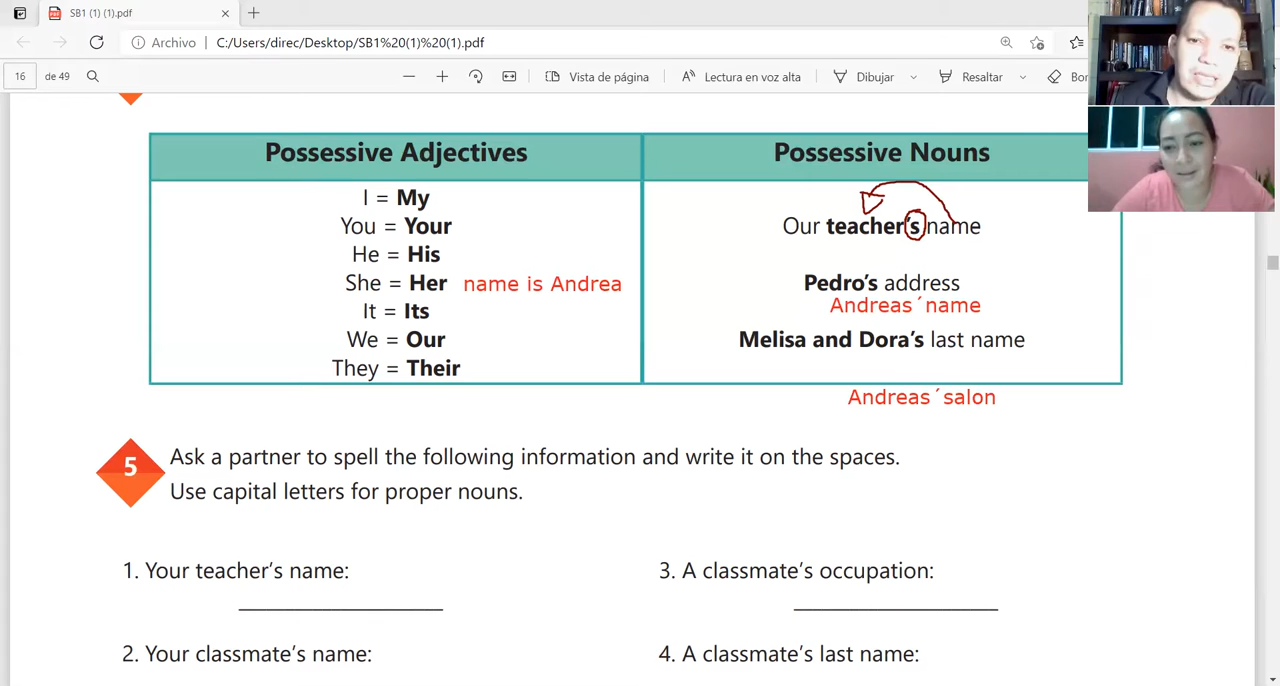 SB1 (1) (1).pdf
Archivo C:/Users/direc/Desktop/SB1%20(1)%20(1).pdf
16 de 49 Vista de página Lectura en voz alta Dibujar Resaltar Bor
Possessive Adjectives
I = My
You = Your
He = His
She = Her name is Andrea
It = Its
We = Our
They = Their
Possessive Nouns
Our teacher's name
Pedro's address
Andreas´name
Melisa and Dora's last name
Andreas´salon
5
Ask a partner to spell the following information and write it on the spaces.
Use capital letters for proper nouns.
1. Your teacher's name:
2. Your classmate's name:
3. A classmate's occupation:
4. A classmate's last name: